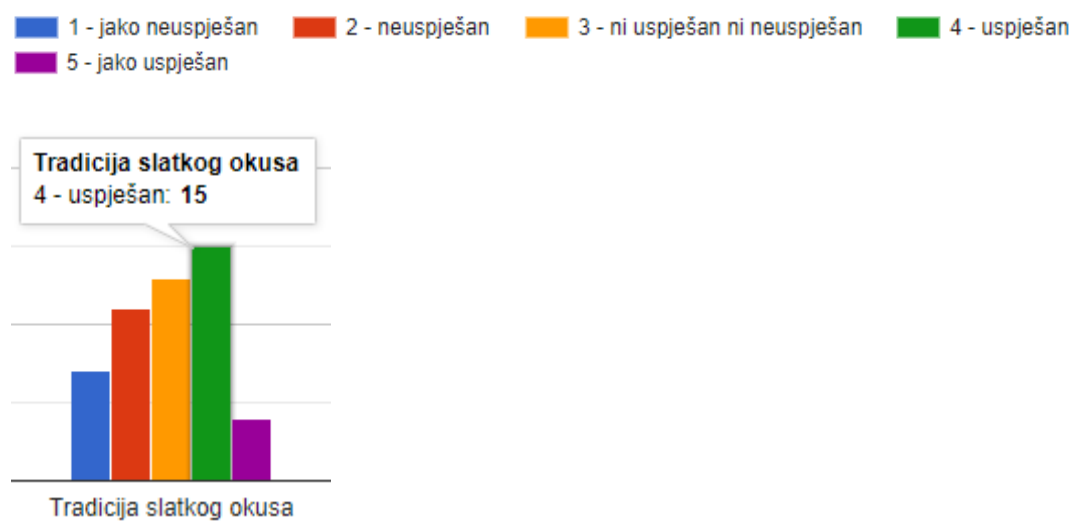 1 - jako neuspješan 2 - neuspješan 3 - ni uspješan ni neuspješan 4 - uspješan
5 - jako uspješan
Tradicija slatkog okusa
4 - uspješan: 15
Tradicija slatkog okusa